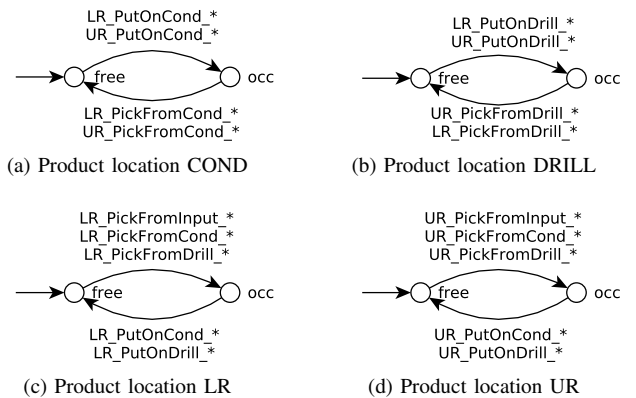 LR_PutOnCond_*
UR_PutOnCond_*
free
occ
LR_PickFromCond_*
UR_PickFromCond_*
(a) Product location COND
LR_PutOnDrill_*
UR_PutOnDrill_*
free
occ
UR_PickFromDrill_*
LR_PickFromDrill_*
(b) Product location DRILL
LR_PickFromInput_*
LR_PickFromCond_*
LR_PickFromDrill_*
free
occ
LR_PutOnCond_*
LR_PutOnDrill_*
(c) Product location LR
UR_PickFromInput_*
UR_PickFromCond_*
UR_PickFromDrill_*
free
occ
UR_PutOnCond_*
UR_PutOnDrill_*
(d) Product location UR